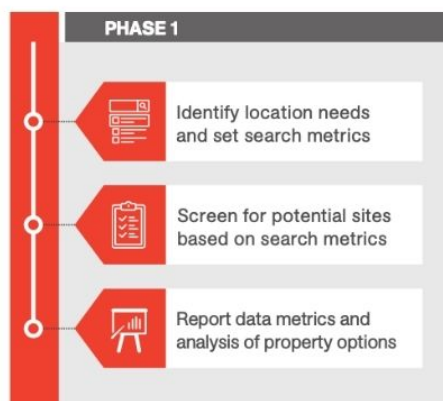 PHASE 1
Identify location needs
and set search metrics
Screen for potential sites
based on search metrics
Report data metrics and
analysis of property options